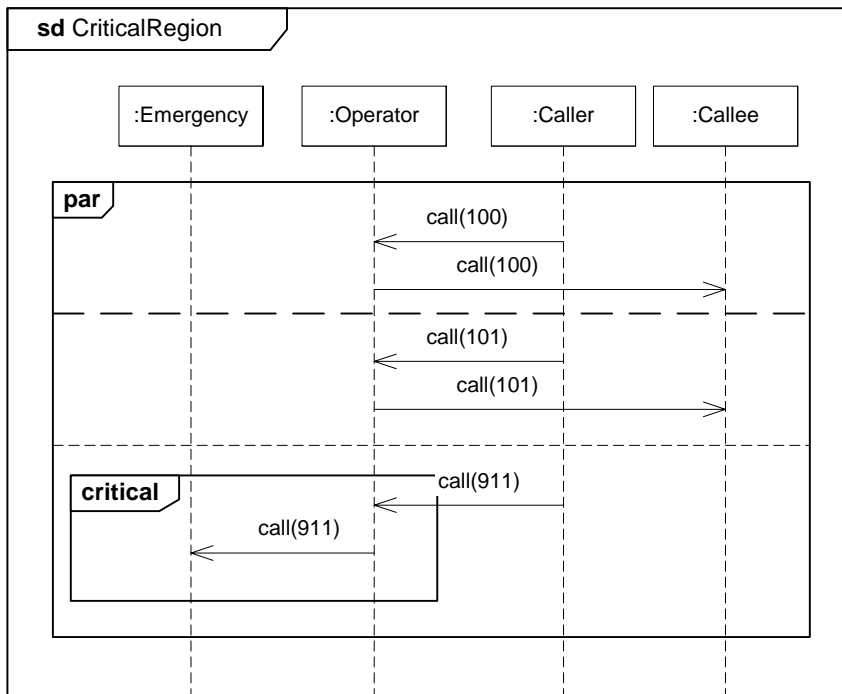 sd CriticalRegion
:Emergency :Operator :Caller :Callee
par
call(100)
call(100)
call(101)
call(101)
critical
call(911)
call(911)